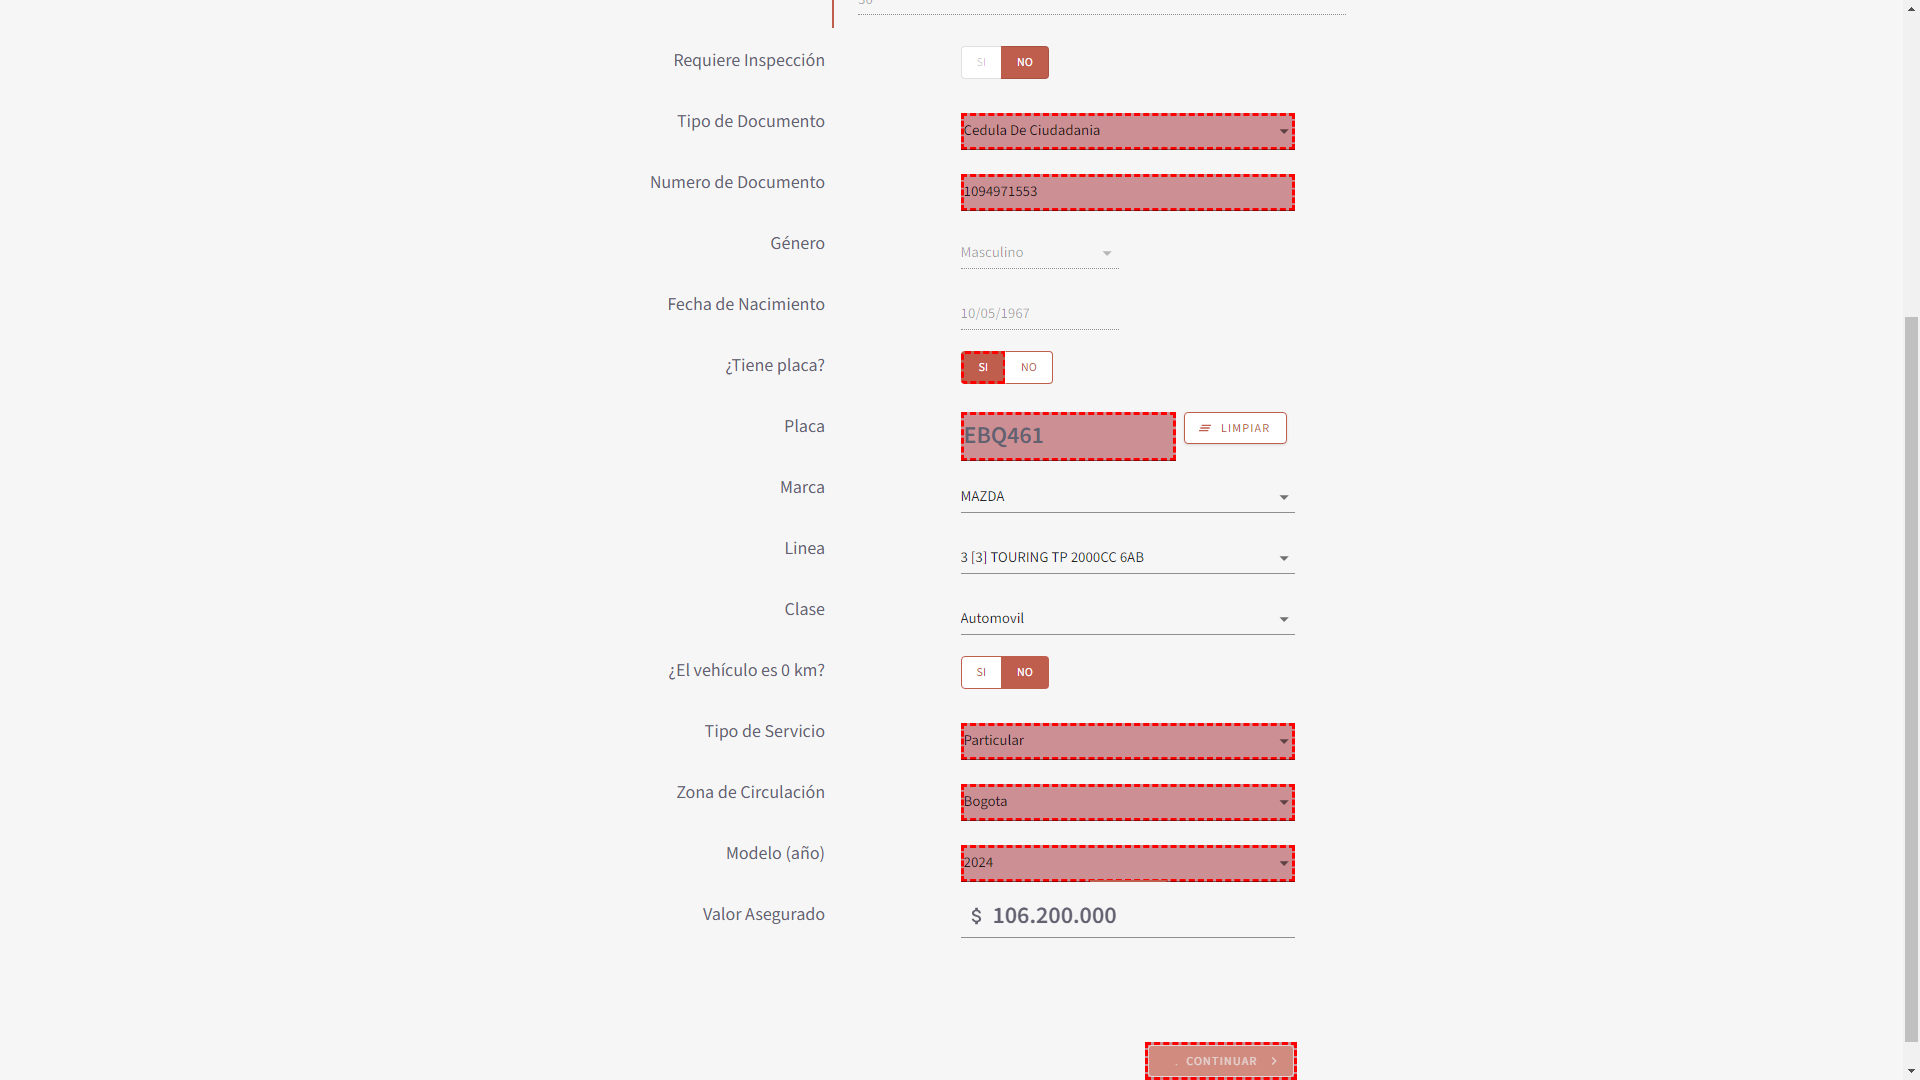 Requiere Inspección SI NO
Tipo de Documento Cedula De Ciudadania
Numero de Documento 1094971553
Género Masculino
Fecha de Nacimiento 10/05/1967
¿Tiene placa? SI NO
Placa EBQ461 LIMPIAR
Marca MAZDA
Linea 3 [3] TOURING TP 2000CC 6AB
Clase Automovil
¿El vehículo es 0 km? SI NO
Tipo de Servicio Particular
Zona de Circulación Bogota
Modelo (año) 2024
Valor Asegurado $ 106.200.000
CONTINUAR